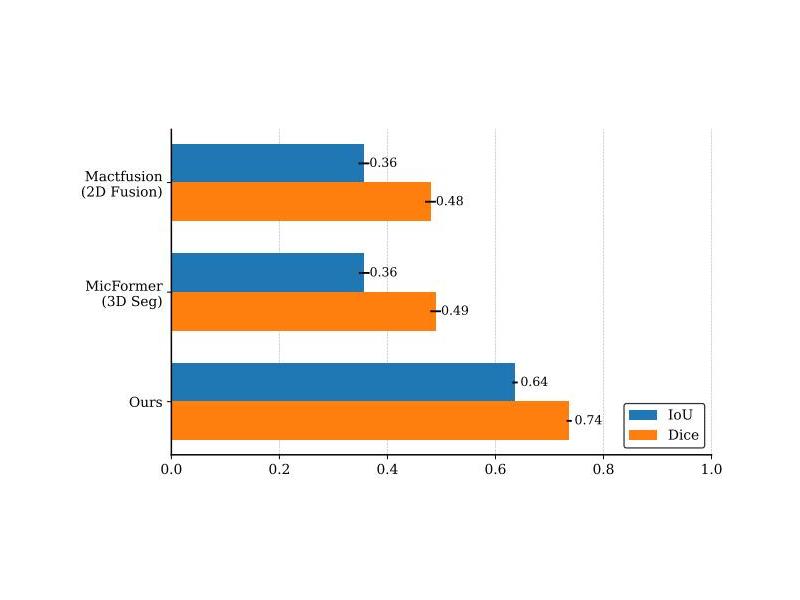 Mactfusion
(2D Fusion)
0.36
0.48
MicFormer
(3D Seg)
0.36
0.49
Ours
0.64
0.74
IoU
Dice
0.0 0.2 0.4 0.6 0.8 1.0